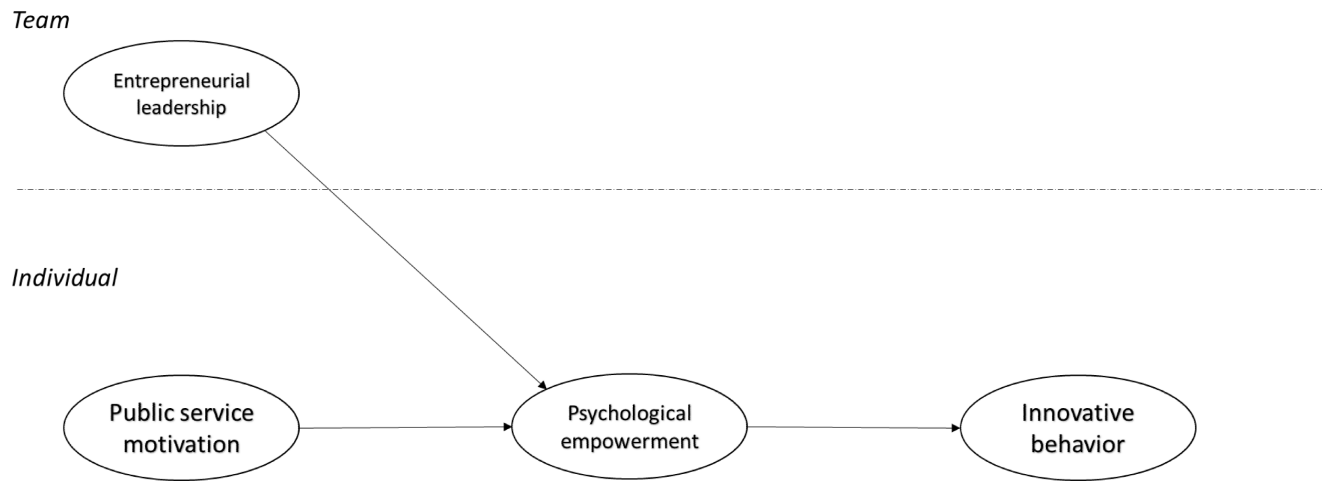 Team
Entrepreneurial
leadership
Individual
Public service
motivation
Psychological
empowerment
Innovative
behavior